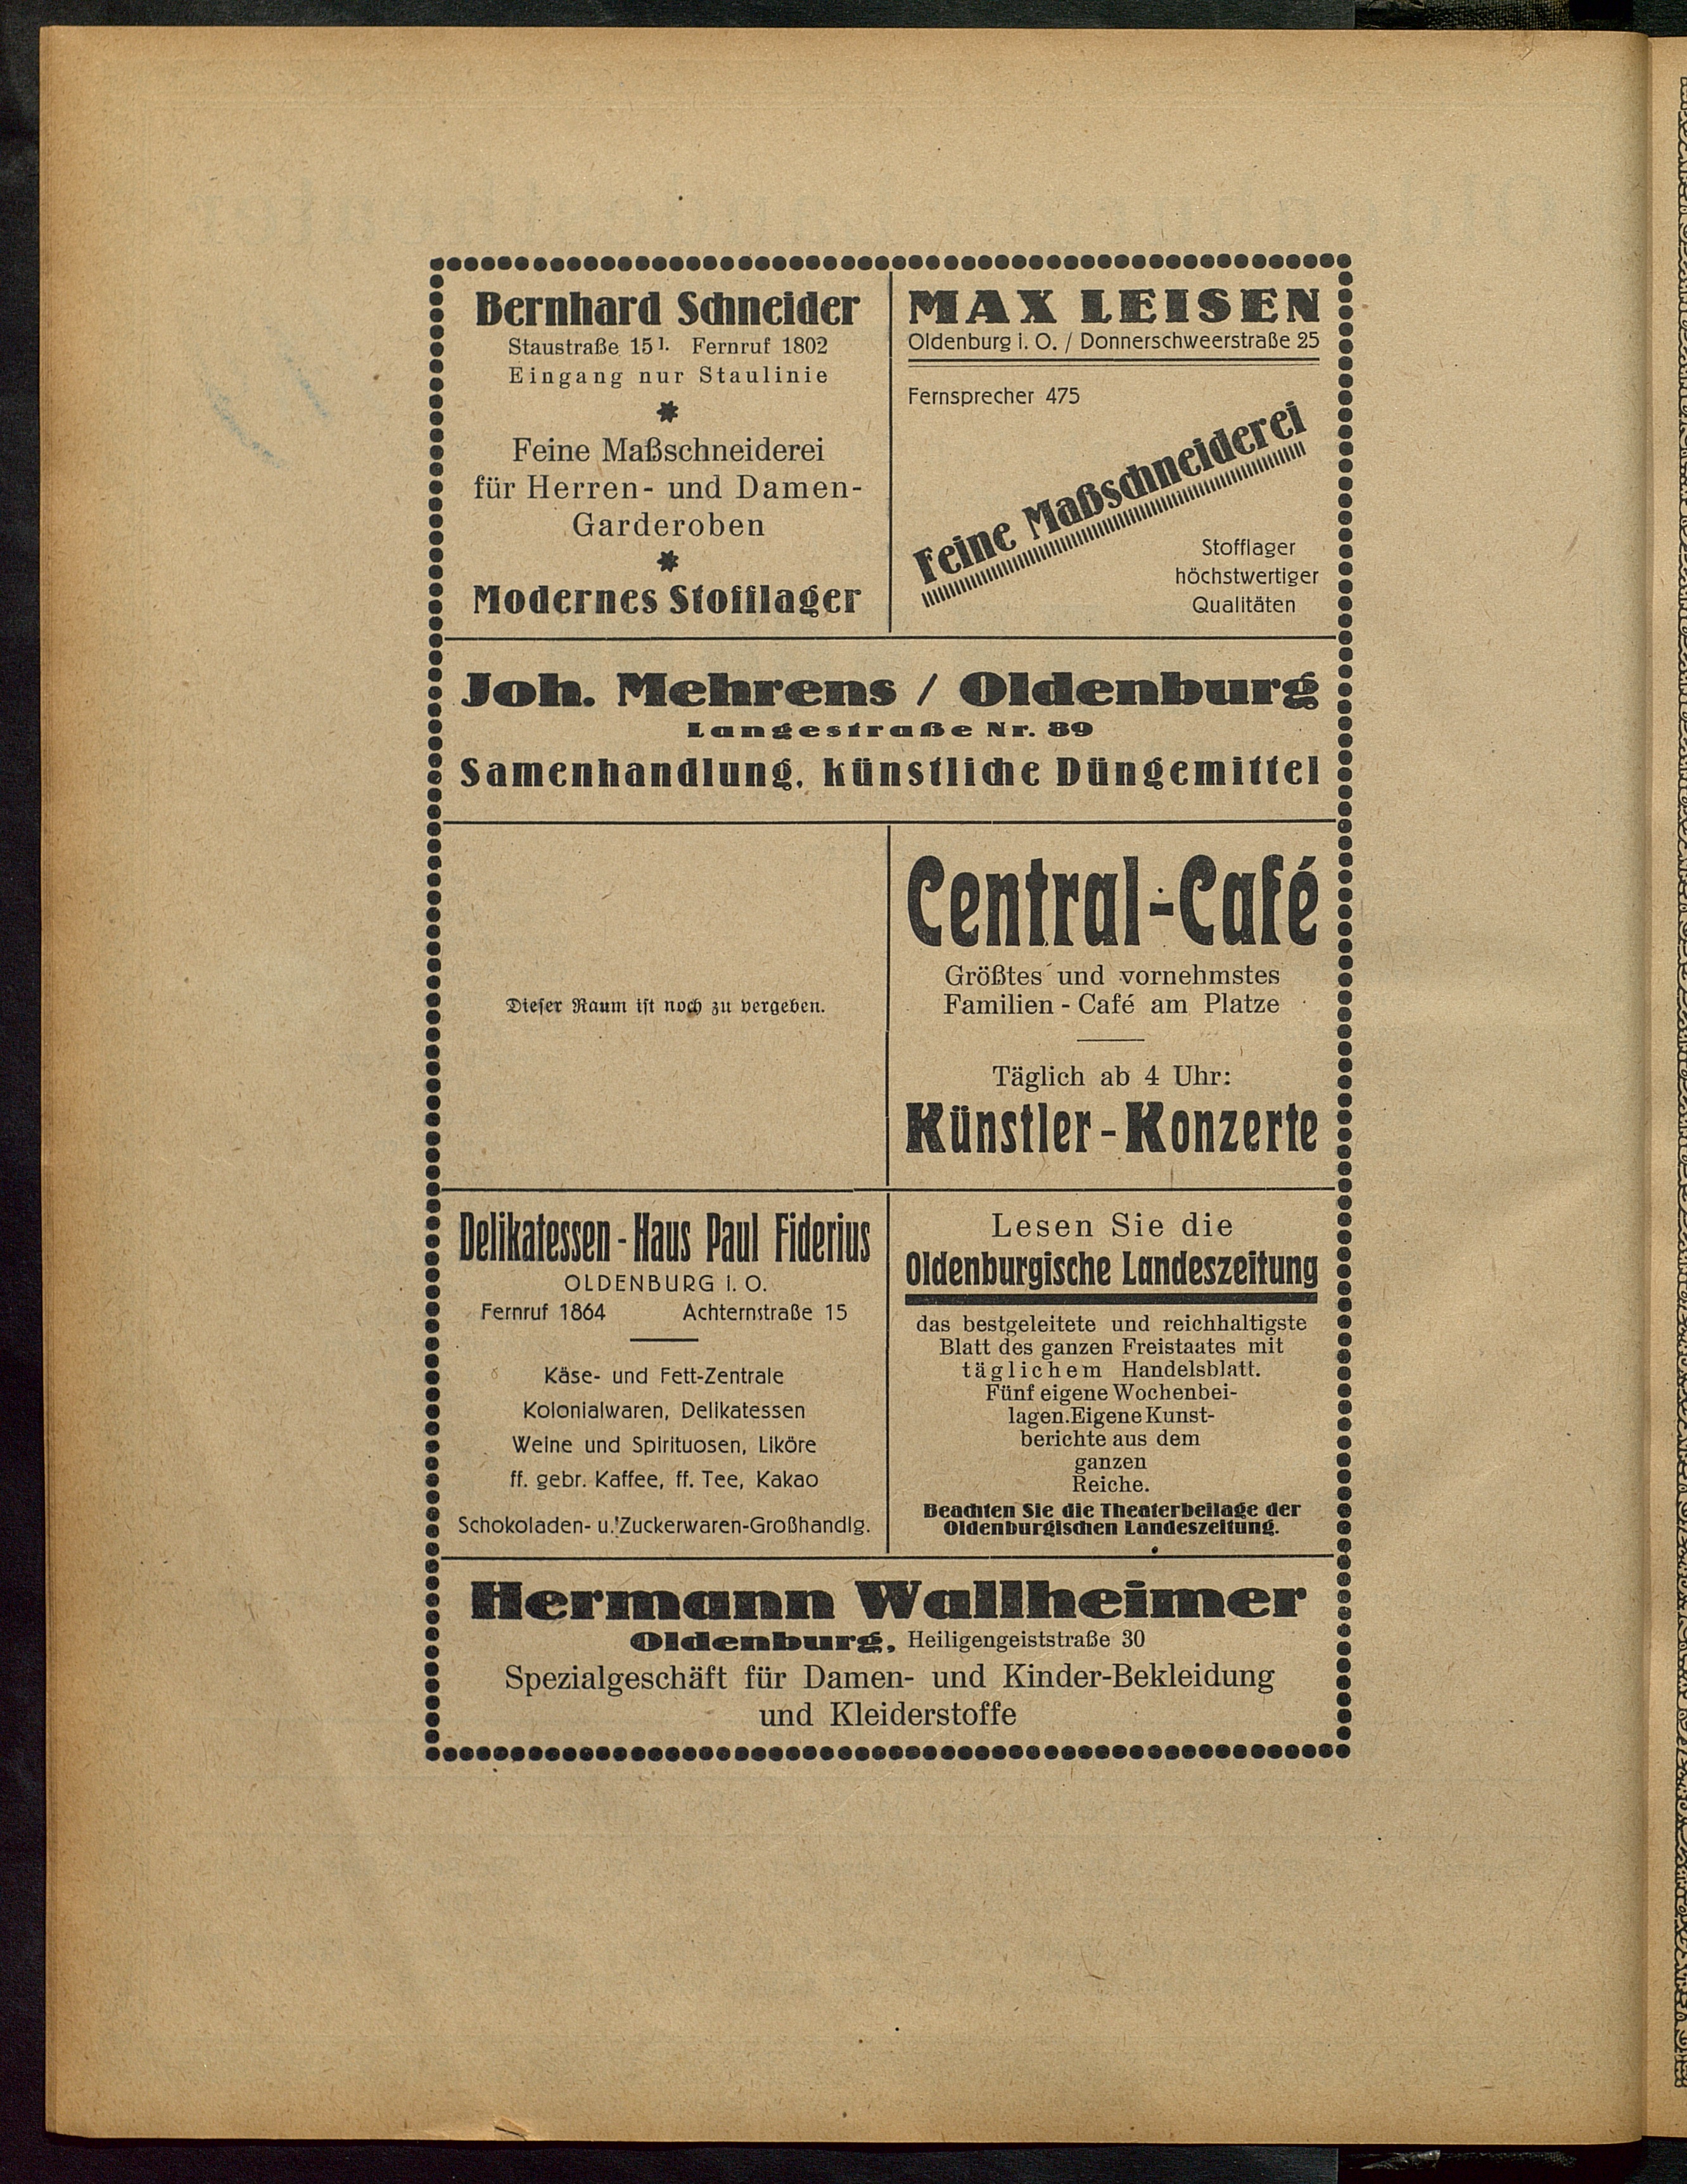 Bernhard Schneider
Staustraße 15 I. Fernruf 1802
Eingang nur Staulinie
Feine Maßschneiderei
für Herren- und Damen-
Garderoben
Modernes Stofflager
MAX LEISEN
Oldenburg i. O. / Donnerschweerstraße 25
Fernsprecher 475
Feine Maßschneiderei
Stofflager
höchstwertiger
Qualitäten
Joh. Mehrens / Oldenburg
Langestraße Nr. 89
Samenhandlung, künstliche Düngemittel
Dieser Raum ist noch zu vergeben.
Central-Café
Größtes und vornehmstes
Familien - Café am Platze
Täglich ab 4 Uhr:
Künstler-Konzerte
Delikatessen-Haus Paul Fiderius
OLDENBURG i. O.
Fernruf 1864 Achternstraße 15
Käse- und Fett-Zentrale
Kolonialwaren, Delikatessen
Weine und Spirituosen, Liköre
ff. gebr. Kaffee, ff. Tee, Kakao
Schokoladen- u. Zuckerwaren-Großhandlg.
Lesen Sie die
Oldenburgische Landeszeitung
das bestgeleitete und reichhaltigste
Blatt des ganzen Freistaates mit
täglichem Handelsblatt.
Fünf eigene Wochenbei-
lagen. Eigene Kunst-
berichte aus dem
ganzen
Reiche.
Beachten Sie die Theaterbeilage der
Oldenburgischen Landeszeitung.
Hermann Wallheimer
Oldenburg, Heiligengeiststraße 30
Spezialgeschäft für Damen- und Kinder-Bekleidung
und Kleiderstoffe